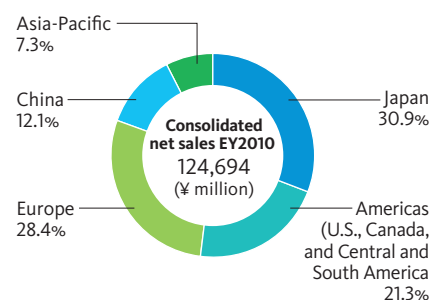 Asia-Pacific
7.3%
China
12.1%
Europe
28.4%
Consolidated
net sales EY2010
124,694
(¥ million)
Japan
30.9%
Americas
(U.S., Canada,
and Central and
South America
21.3%